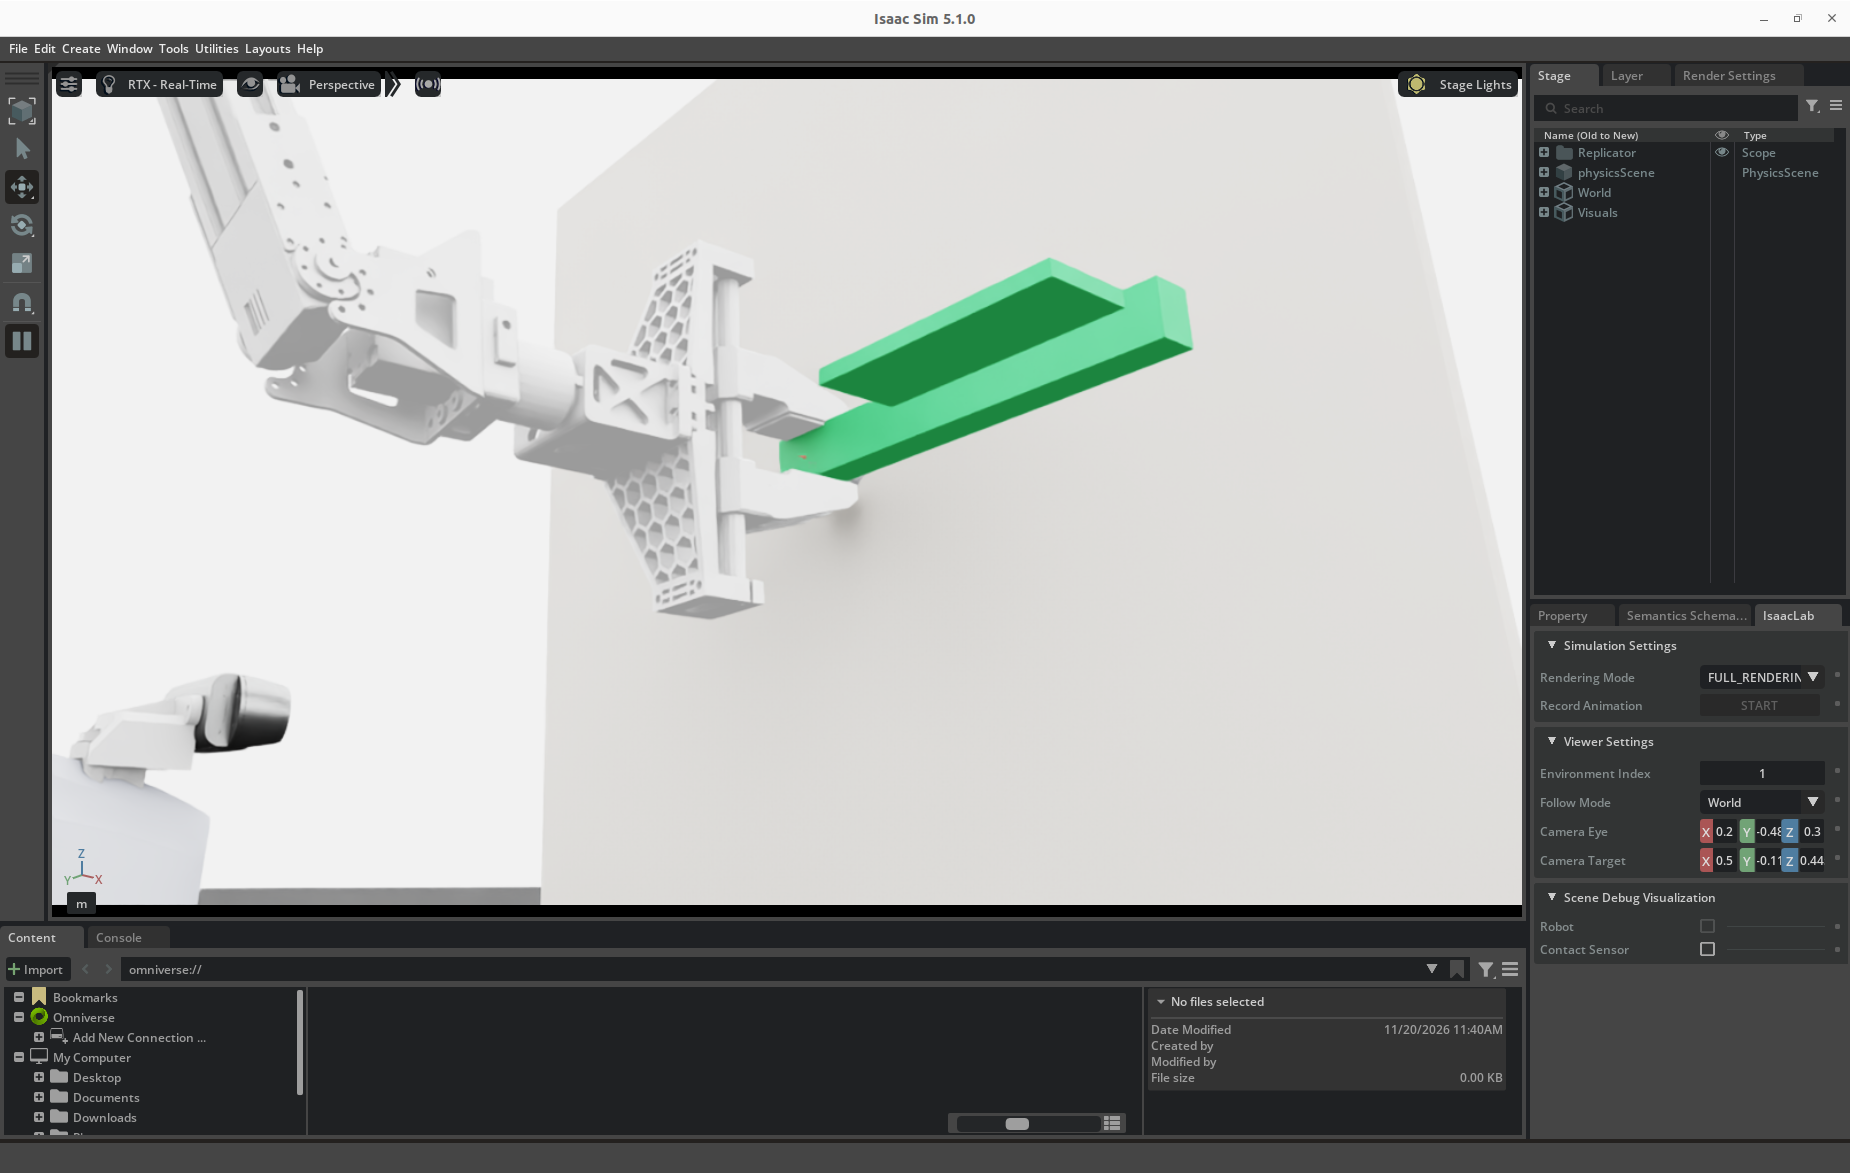 Isaac Sim 5.1.0
File Edit Create Window Tools Utilities Layouts Help
RTX - Real-Time
Perspective
Stage Lights
Z
Y
X
m
Stage
Layer
Render Settings
Search
Name (Old to New)
Type
Replicator
Scope
physicsScene
PhysicsScene
World
Visuals
Property
Semantics Schema...
IsaacLab
Simulation Settings
Rendering Mode
FULL_RENDERIN
Record Animation
START
Viewer Settings
Environment Index
1
Follow Mode
World
Camera Eye
X 0.2 Y -0.48 Z 0.3
Camera Target
X 0.5 Y -0.11 Z 0.44
Scene Debug Visualization
Robot
Contact Sensor
Content
Console
Import
omniverse://
Bookmarks
Omniverse
Add New Connection ...
My Computer
Desktop
Documents
Downloads
No files selected
Date Modified 11/20/2026 11:40AM
Created by
Modified by
File size 0.00 KB